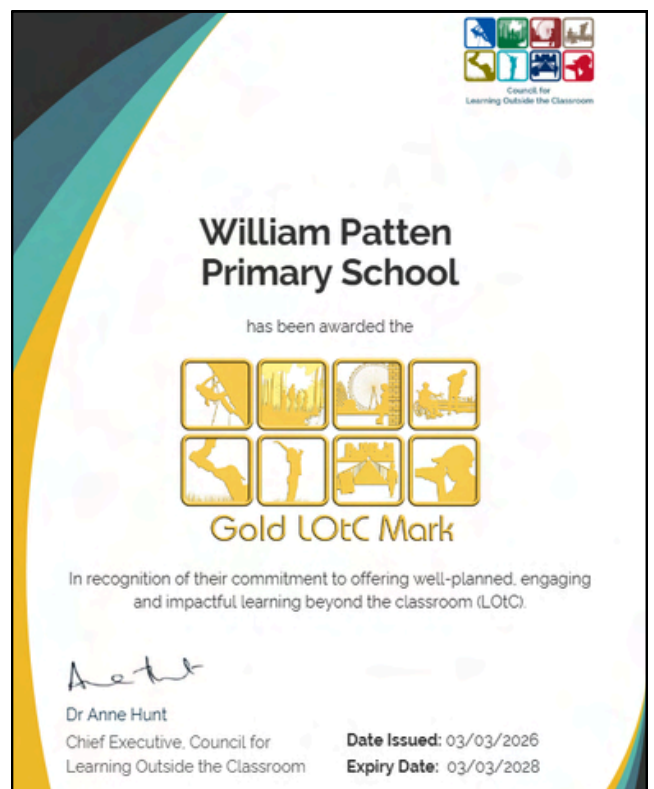 Council for
Learning Outside the Classroom
William Patten
Primary School
has been awarded the
Gold LOtC Mark
In recognition of their commitment to offering well-planned, engaging
and impactful learning beyond the classroom (LOtC).
Dr Anne Hunt
Chief Executive, Council for
Learning Outside the Classroom
Date Issued: 03/03/2026
Expiry Date: 03/03/2028